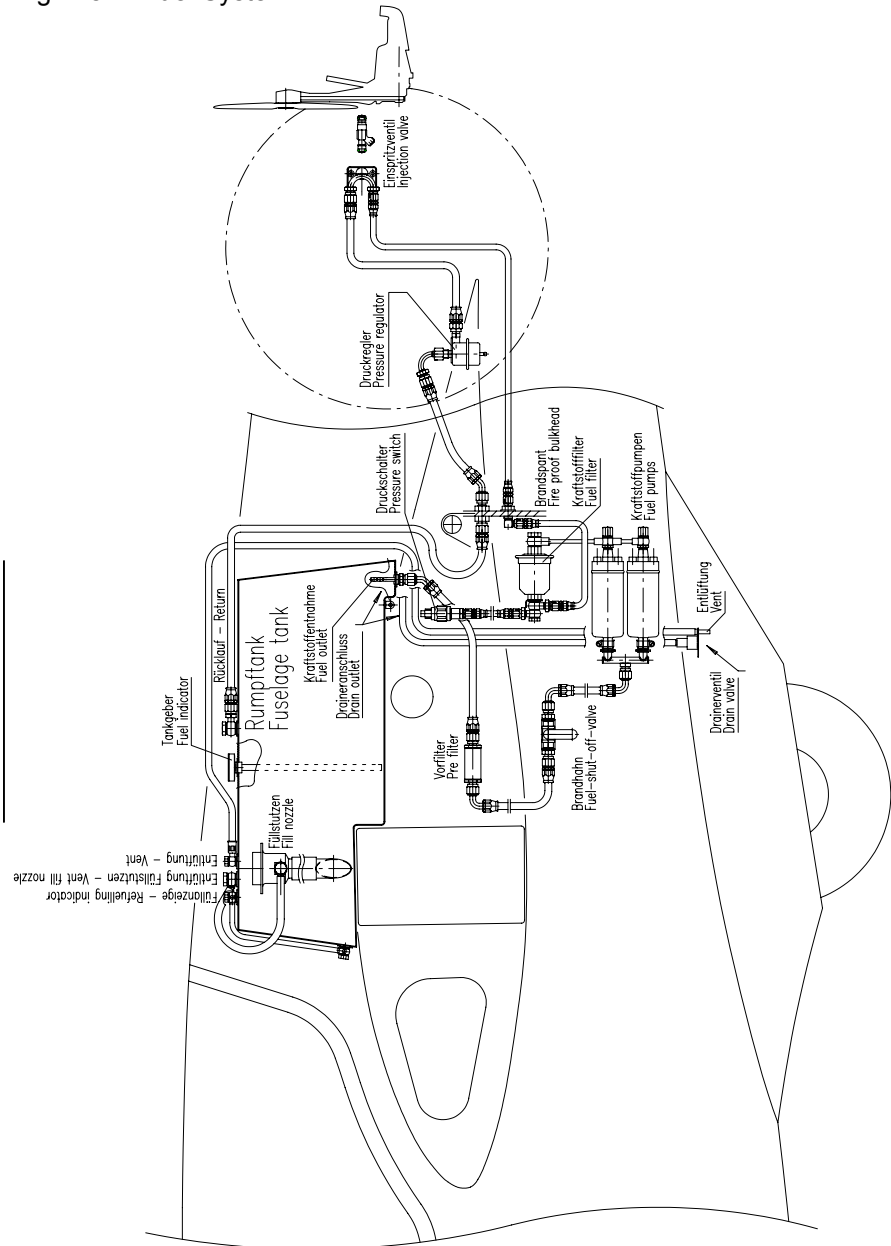 Einspritzventil
Injection valve
Druckregler
Pressure regulator
Druckschalter
Pressure switch
Brandspant
Fire proof bulkhead
Kraftstofffilter
Fuel filter
Kraftstoffpumpen
Fuel pumps
Rücklauf - Return
Kraftstoffentnahme
Fuel outlet
Draineranschluss
Drain outlet
Entlüftung
Vent
Tankgeber
Fuel indicator
Rumpftank
Fuselage tank
Drainerventil
Drain valve
Vorfilter
Pre filter
Brandhahn
Fuel-shut-off-valve
Füllstutzen
Fill nozzle
Entlüftung - Vent
Entlüftung Füllstutzen - Vent fill nozzle
Füllanzeige - Refuelling indicator